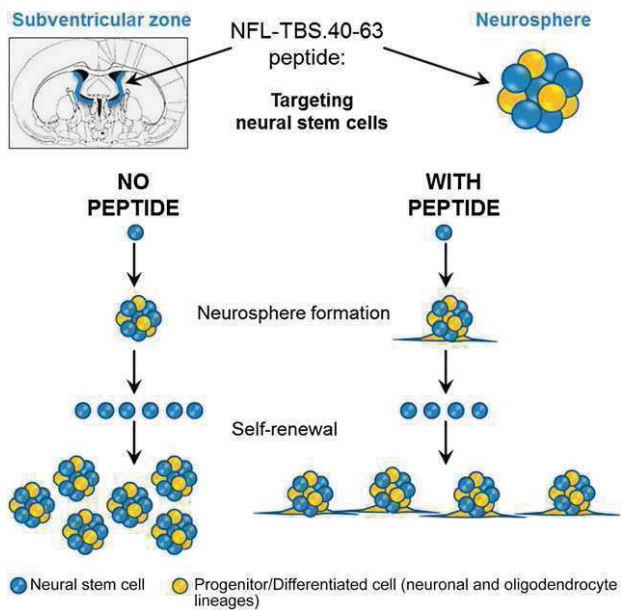 Subventricular zone
NFL-TBS.40-63
peptide:
Neurosphere
Targeting
neural stem cells
NO
PEPTIDE
WITH
PEPTIDE
Neurosphere formation
Self-renewal
Neural stem cell
Progenitor/Differentiated cell (neuronal and oligodendrocyte
lineages)